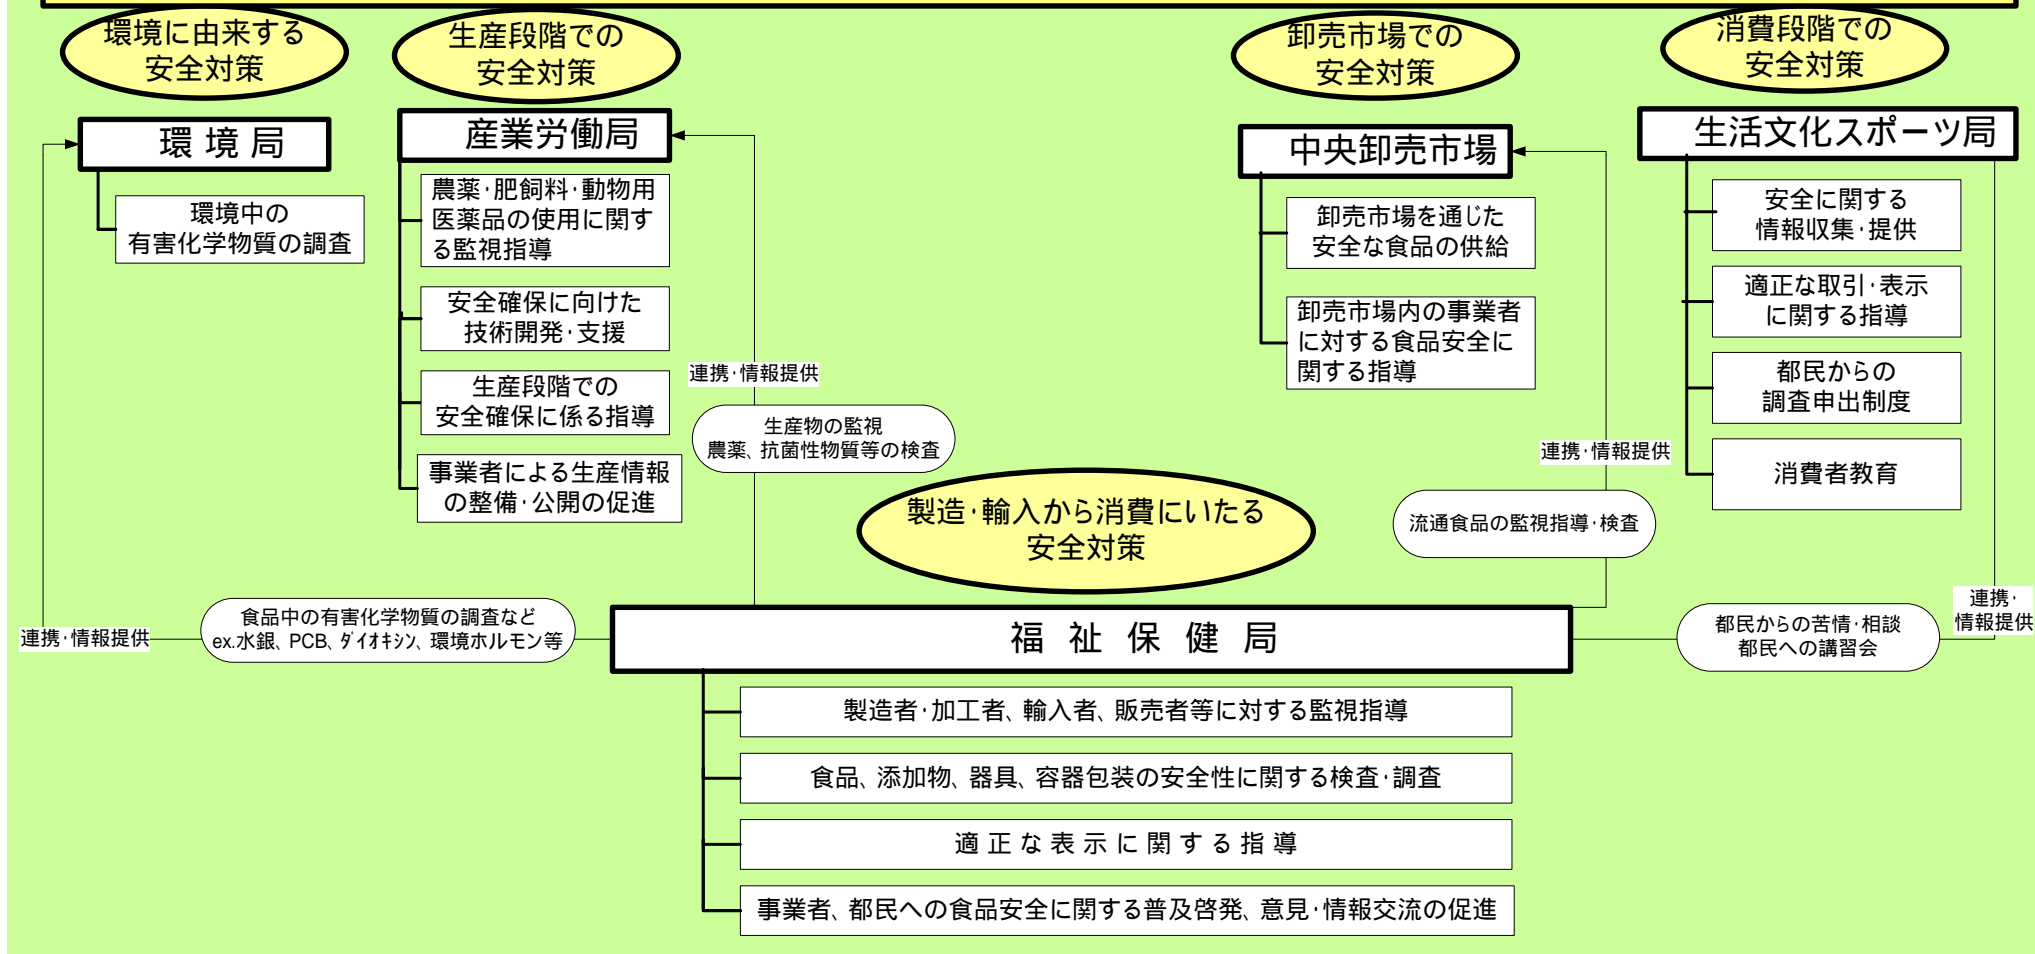 環境に由来する
安全対策
生産段階での
安全対策
卸売市場での
安全対策
消費段階での
安全対策
環境局
環境中の
有害化学物質の調査
産業労働局
農薬・肥飼料・動物用
医薬品の使用に関す
る監視指導
安全確保に向けた
技術開発・支援
生産段階での
安全確保に係る指導
事業者による生産情報
の整備・公開の促進
中央卸売市場
卸売市場を通じた
安全な食品の供給
卸売市場内の事業者
に対する食品安全に
関する指導
生活文化スポーツ局
安全に関する
情報収集・提供
適正な取引・表示
に関する指導
都民からの
調査申出制度
消費者教育
連携・情報提供
生産物の監視
農薬、抗菌性物質等の検査
連携・情報提供
流通食品の監視指導・検査
製造・輸入から消費にいたる
安全対策
連携・情報提供
食品中の有害化学物質の調査など
ex.水銀、PCB、ダイオキシン、環境ホルモン等
福祉保健局
都民からの苦情・相談
都民への講習会
連携・
情報提供
製造者・加工者、輸入者、販売者等に対する監視指導
食品、添加物、器具、容器包装の安全性に関する検査・調査
適正な表示に関する指導
事業者、都民への食品安全に関する普及啓発、意見・情報交流の促進